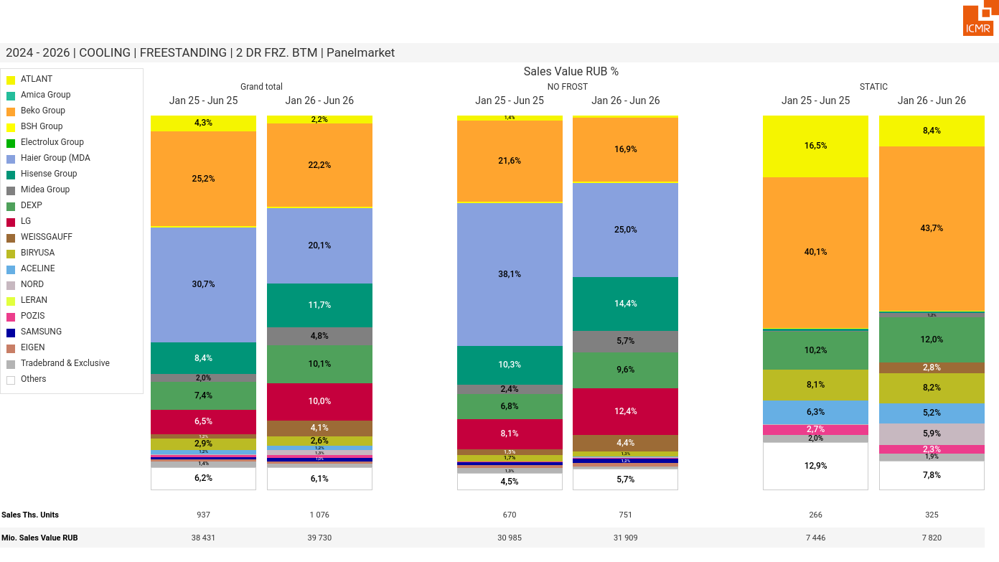 ICMR
2024 - 2026 | COOLING | FREESTANDING | 2 DR FRZ. BTM | Panelmarket
Sales Value RUB %
Grand total
NO FROST
STATIC
Jan 25 - Jun 25
Jan 26 - Jun 26
Jan 25 - Jun 25
Jan 26 - Jun 26
Jan 25 - Jun 25
Jan 26 - Jun 26
ATLANT
Amica Group
Beko Group
BSH Group
Electrolux Group
Haier Group (MDA
Hisense Group
Midea Group
DEXP
LG
WEISSGAUFF
BIRYUSA
ACELINE
NORD
LERAN
POZIS
SAMSUNG
EIGEN
Tradebrand & Exclusive
Others
4,3%
25,2%
30,7%
8,4%
2,0%
7,4%
6,5%
1,2%
2,9%
1,2%
1,4%
6,2%
2,2%
22,2%
20,1%
11,7%
4,8%
10,1%
10,0%
4,1%
2,6%
1,2%
1,3%
1,0%
6,1%
1,4%
21,6%
38,1%
10,3%
2,4%
6,8%
8,1%
1,5%
1,7%
1,3%
4,5%
16,9%
25,0%
14,4%
5,7%
9,6%
12,4%
4,4%
1,3%
1,2%
5,7%
16,5%
40,1%
10,2%
8,1%
6,3%
2,7%
2,0%
12,9%
8,4%
43,7%
1,2%
12,0%
2,8%
8,2%
5,2%
5,9%
2,3%
1,9%
7,8%
Sales Ths. Units 937 1 076 670 751 266 325
Mio. Sales Value RUB 38 431 39 730 30 985 31 909 7 446 7 820